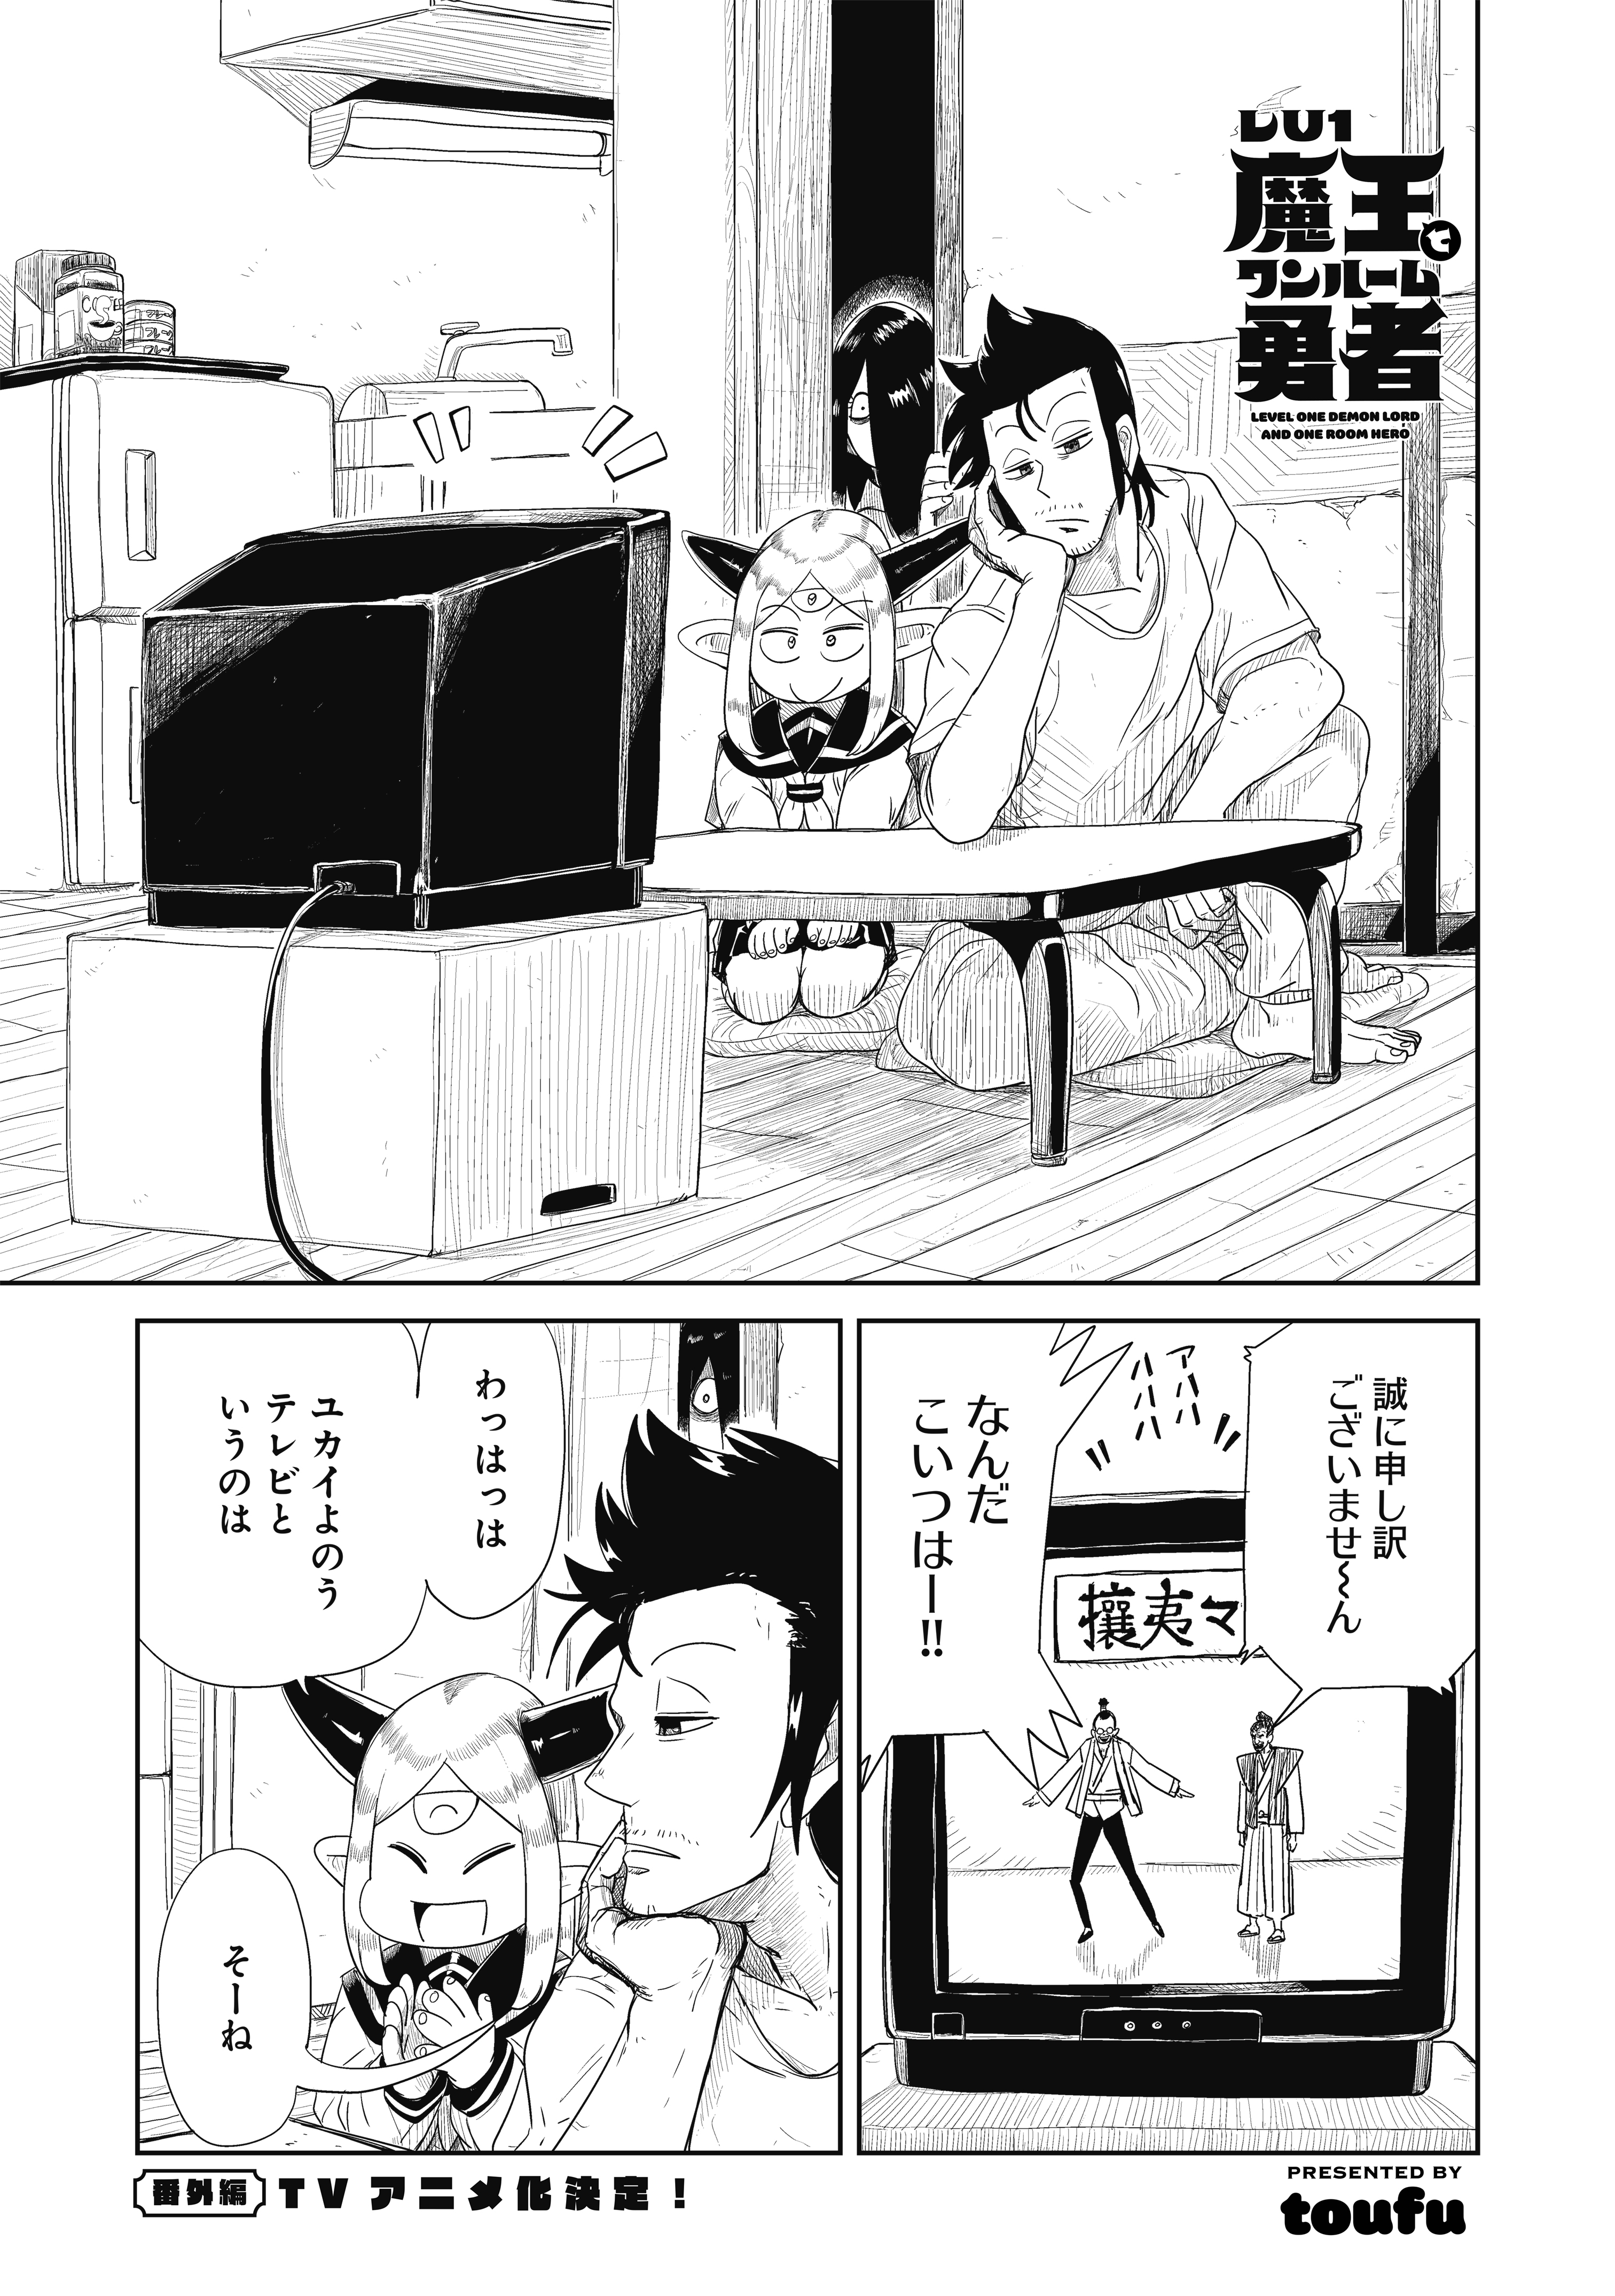 LV1
魔王と
ワンルーム
勇者
LEVEL ONE DEMON LORD
AND ONE ROOM HERO
誠に申し訳
ございませ〜ん
アハハ
ハハハ
攘夷マ
なんだ
こいつはー!!
わっはっは
ユカイよのう
テレビと
いうのは
そーね
番外編 TVアニメ化決定!
PRESENTED BY
toufu